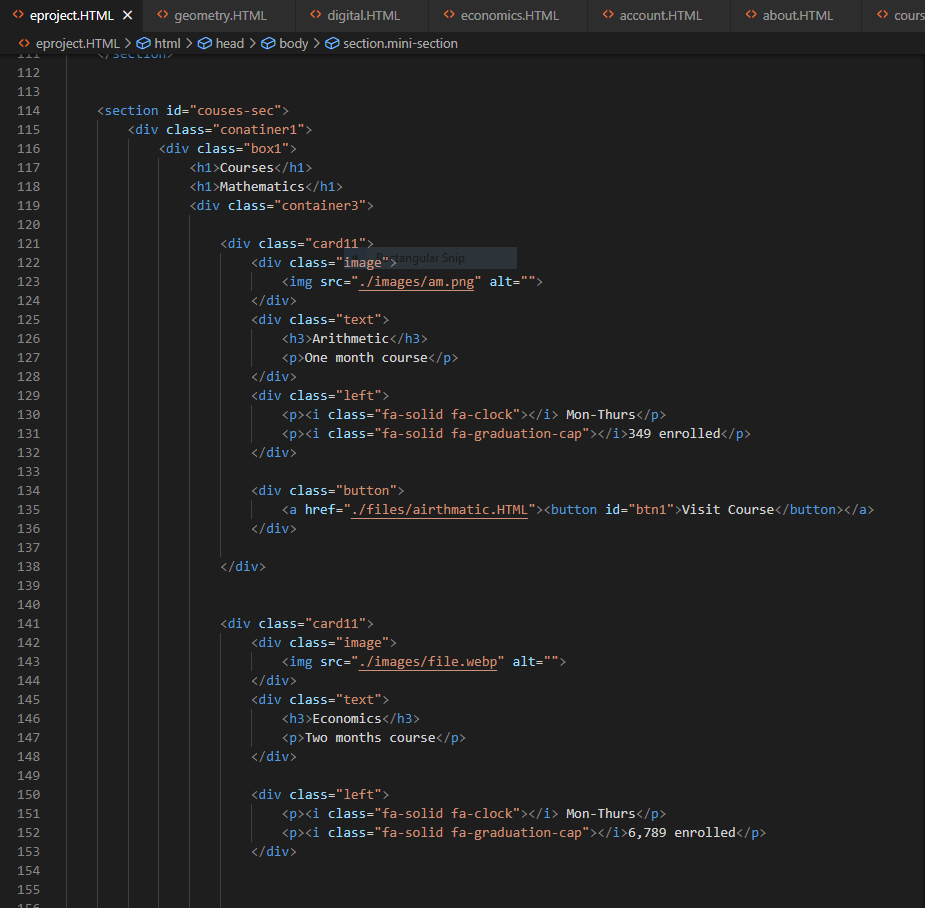 eproject.HTML geometry.HTML digital.HTML economics.HTML account.HTML about.HTML cours
eproject.HTML > html > head > body > section.mini-section
111 </section>
112
113
114 <section id="couses-sec">
115 <div class="conatiner1">
116 <div class="box1">
117 <h1>Courses</h1>
118 <h1>Mathematics</h1>
119 <div class="container3">
120
121 <div class="card11">
122 <div class="image"> Rectangular Snip
123 <img src="./images/am.png" alt="">
124 </div>
125 <div class="text">
126 <h3>Arithmetic</h3>
127 <p>One month course</p>
128 </div>
129 <div class="left">
130 <p><i class="fa-solid fa-clock"></i> Mon-Thurs</p>
131 <p><i class="fa-solid fa-graduation-cap"></i>349 enrolled</p>
132 </div>
133
134 <div class="button">
135 <a href="./files/airthmatic.HTML"><button id="btn1">Visit Course</button></a>
136 </div>
137
138 </div>
139
140
141 <div class="card11">
142 <div class="image">
143 <img src="./images/file.webp" alt="">
144 </div>
145 <div class="text">
146 <h3>Economics</h3>
147 <p>Two months course</p>
148 </div>
149
150 <div class="left">
151 <p><i class="fa-solid fa-clock"></i> Mon-Thurs</p>
152 <p><i class="fa-solid fa-graduation-cap"></i>6,789 enrolled</p>
153 </div>
154
155
156